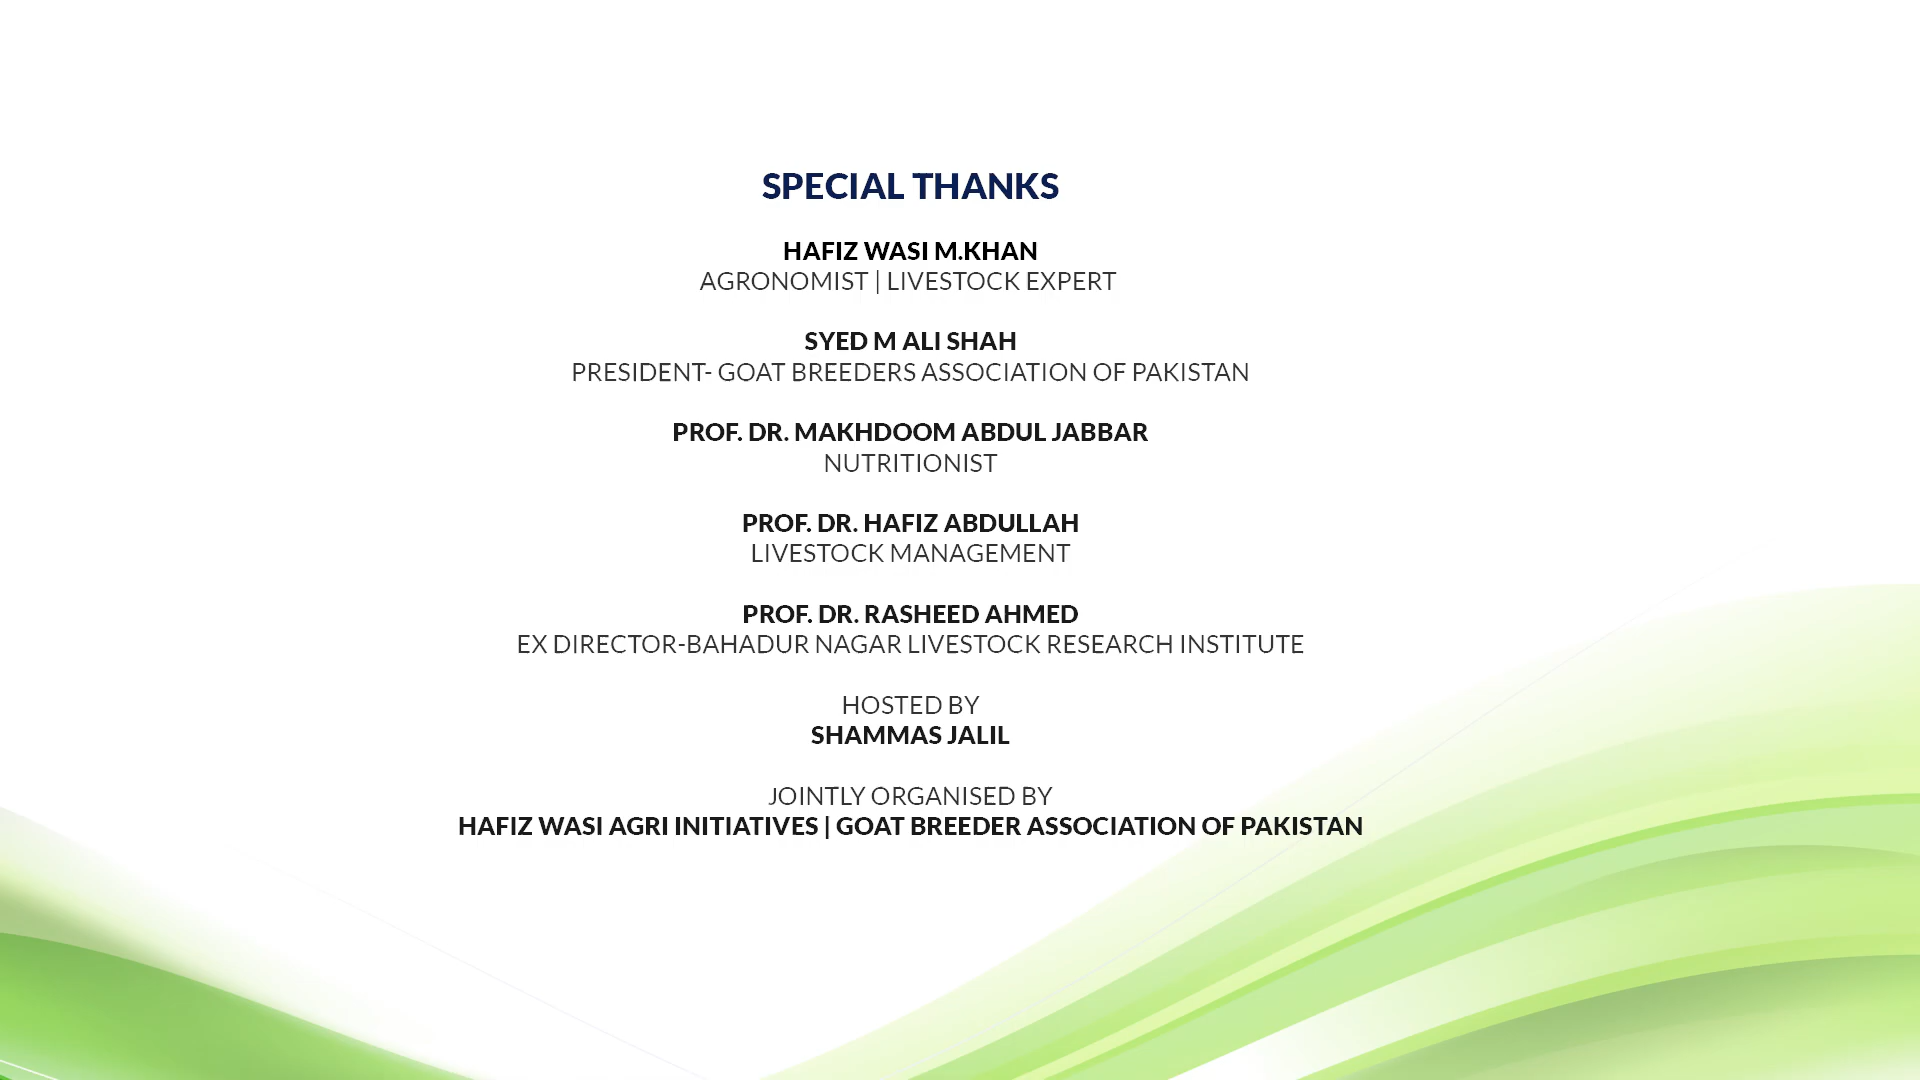 SPECIAL THANKS
HAFIZ WASI M.KHAN
AGRONOMIST | LIVESTOCK EXPERT
SYED M ALI SHAH
PRESIDENT- GOAT BREEDERS ASSOCIATION OF PAKISTAN
PROF. DR. MAKHDOOM ABDUL JABBAR
NUTRITIONIST
PROF. DR. HAFIZ ABDULLAH
LIVESTOCK MANAGEMENT
PROF. DR. RASHEED AHMED
EX DIRECTOR-BAHADUR NAGAR LIVESTOCK RESEARCH INSTITUTE
HOSTED BY
SHAMMAS JALIL
JOINTLY ORGANISED BY
HAFIZ WASI AGRI INITIATIVES | GOAT BREEDER ASSOCIATION OF PAKISTAN